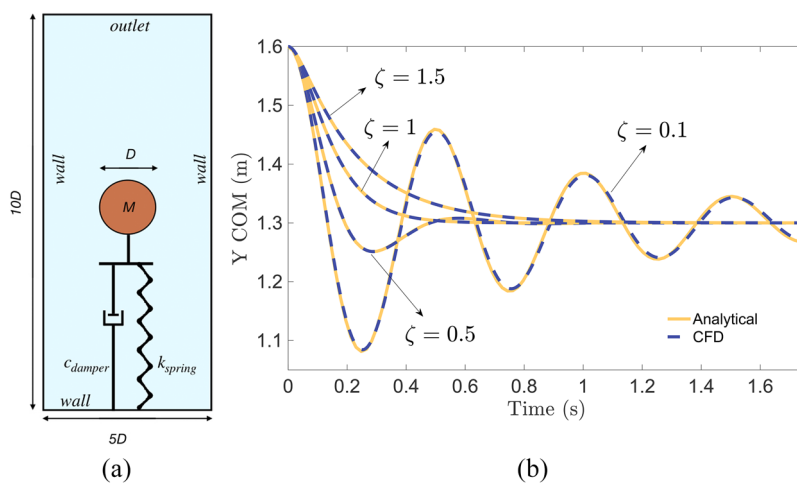 outlet
D
wall
wall
10D
M
c_damper
k_spring
wall
5D
(a)
1.6
1.5
1.4
1.3
1.2
1.1
Y COM (m)
ζ = 1.5
ζ = 1
ζ = 0.1
ζ = 0.5
Analytical
CFD
0 0.2 0.4 0.6 0.8 1 1.2 1.4 1.6
Time (s)
(b)